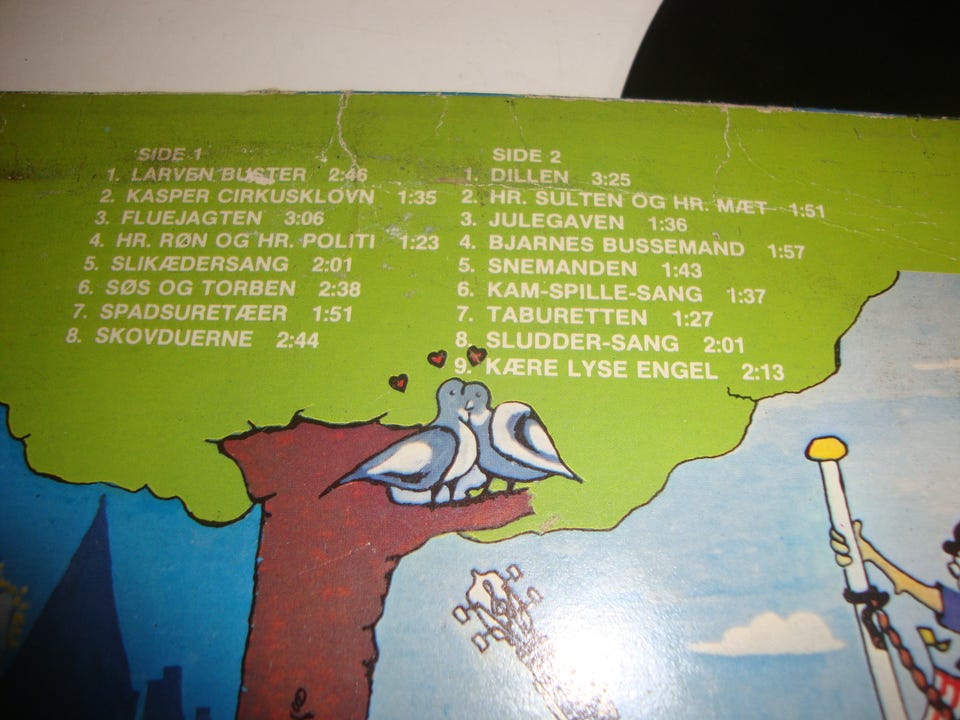 SIDE 1
1. LARVEN BUSTER 2:46
2. KASPER CIRKUSKLOVN 1:35
3. FLUEJAGTEN 3:06
4. HR. RØN OG HR. POLITI 1:23
5. SLIKÆDERSANG 2:01
6. SØS OG TORBEN 2:38
7. SPADSURETÆER 1:51
8. SKOVDUERNE 2:44
SIDE 2
1. DILLEN 3:25
2. HR. SULTEN OG HR. MÆT 1:51
3. JULEGAVEN 1:36
4. BJARNES BUSSEMAND 1:57
5. SNEMANDEN 1:43
6. KAM-SPILLE-SANG 1:37
7. TABURETTEN 1:27
8. SLUDDER-SANG 2:01
9. KÆRE LYSE ENGEL 2:13